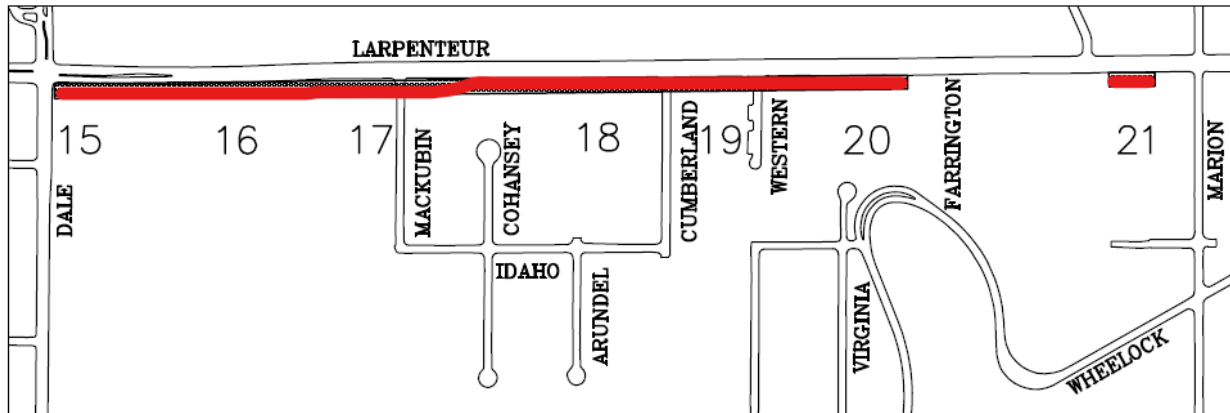 LARPENTEUR
15
16
17
18
19
20
21
DALE
MACKUBIN
COHANSEY
CUMBERLAND
WESTERN
FARRINGTON
MARION
IDAHO
ARUNDEL
VIRGINIA
WHEELOCK